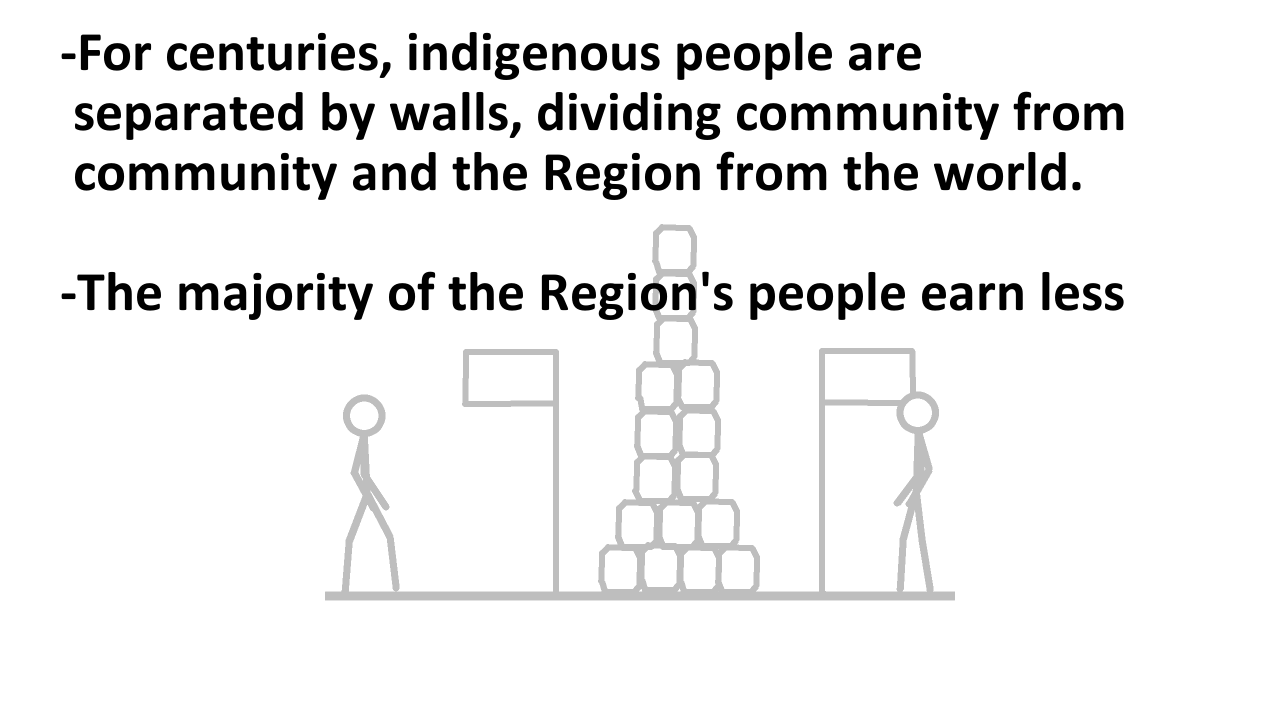 -For centuries, indigenous people are
separated by walls, dividing community from
community and the Region from the world.
-The majority of the Region's people earn less